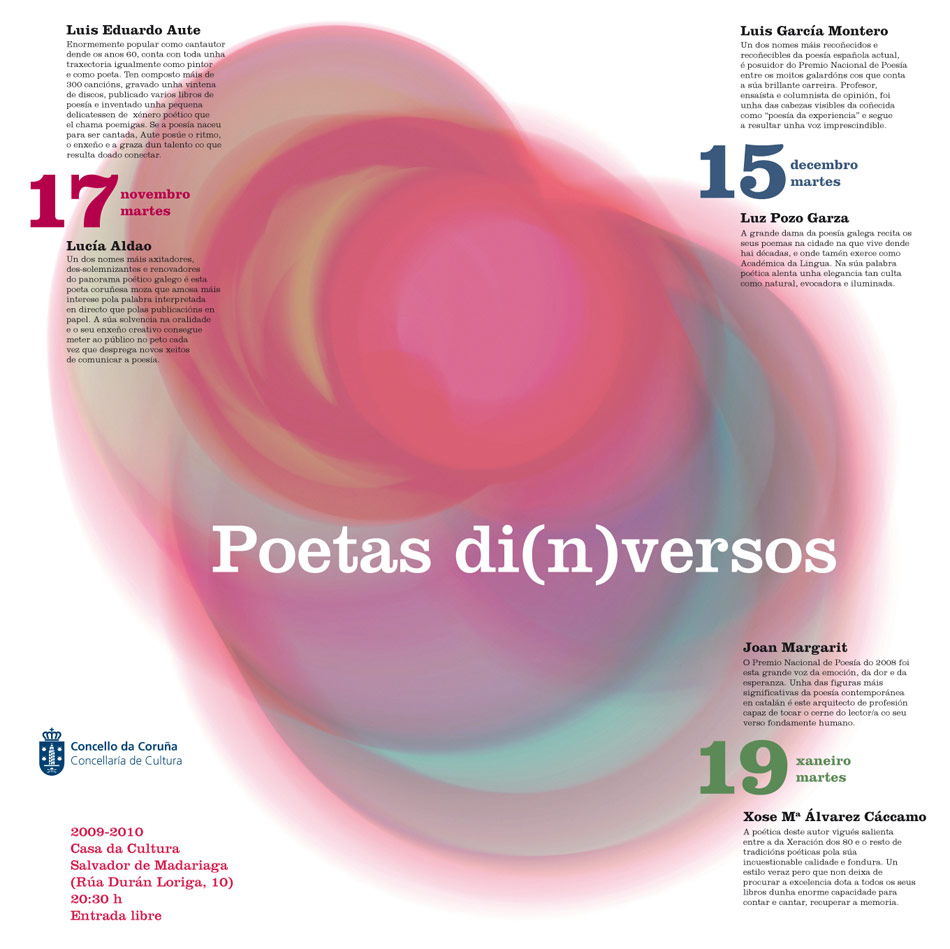 Luis Eduardo Aute
Enormemente popular como cantautor
dende os anos 60, conta con toda unha
traxectoria igualmente como pintor
e como poeta. Ten composto máis de
300 cancións, gravado unha vintena
de discos, publicado varios libros de
poesía e inventado unha pequena
delicatessen de xénero poético que
el chama poemigas. Se a poesía naceu
para ser cantada, Aute posúe o ritmo,
o enxeño e a graza dun talento co que
resulta doado conectar.
17 novembro
martes
Lucía Aldao
Un dos nomes máis axitadores,
des-solemnizantes e renovadores
do panorama poético galego é esta
poeta coruñesa moza que amosa máis
interese pola palabra interpretada
en directo que polas publicacións en
papel. A súa solvencia na oralidade
e o seu enxeño creativo consegue
meter ao público no peto cada
vez que desprega novos xeitos
de comunicar a poesía.
Luis García Montero
Un dos nomes máis recoñecidos e
recoñecibles da poesía española actual,
é posuidor do Premio Nacional de Poesía
entre os moitos galardóns cos que conta
a súa brillante carreira. Profesor,
ensaísta e columnista de opinión, foi
unha das cabezas visibles da coñecida
como “poesía da experiencia” e segue
a resultar unha voz imprescindible.
15 decembro
martes
Luz Pozo Garza
A grande dama da poesía galega recita os
seus poemas na cidade na que vive dende
hai décadas, e onde tamén exerce como
Académica da Lingua. Na súa palabra
poética alenta unha elegancia tan culta
como natural, evocadora e iluminada.
Poetas di(n)versos
Joan Margarit
O Premio Nacional de Poesía do 2008 foi
esta grande voz da emoción, da dor e da
esperanza. Unha das figuras máis
significativas da poesía contemporánea
en catalán é este arquitecto de profesión
capaz de tocar o cerne do lector/a co seu
verso fondamente humano.
19 xaneiro
martes
Xose Mª Álvarez Cáccamo
A poética deste autor vigués salienta
entre a da Xeración dos 80 e o resto de
tradicións poéticas pola súa
incuestionable calidade e fondura. Un
estilo veraz pero que non deixa de
procurar a excelencia dota a todos os seus
libros dunha enorme capacidade para
contar e cantar, recuperar a memoria.
Concello da Coruña
Concellaría de Cultura
2009-2010
Casa da Cultura
Salvador de Madariaga
(Rúa Durán Loriga, 10)
20:30 h
Entrada libre